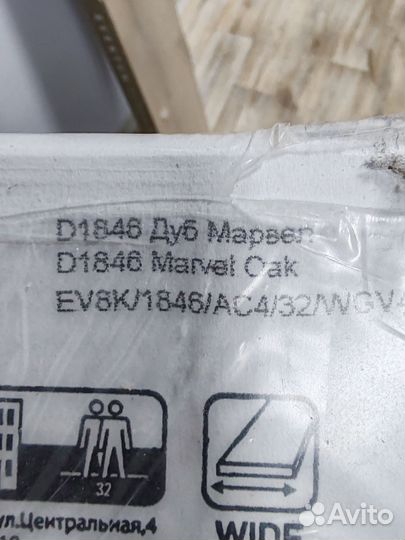 D1846 Дуб Марвел
D1846 Marvel Oak
EV8K/1846/AC4/32/WGV4
32
ул.Центральная,4
WIDE
Avito